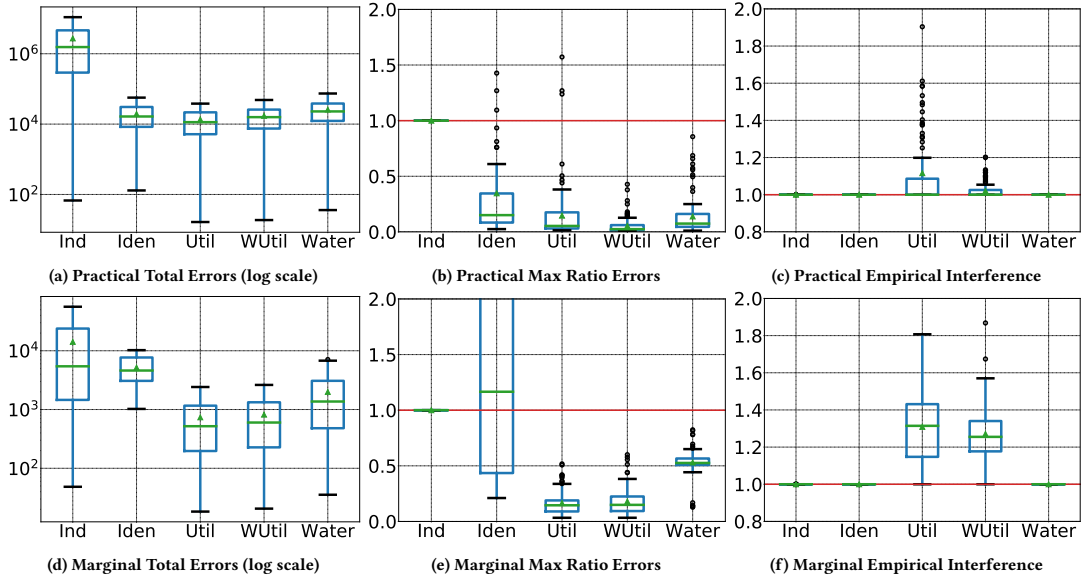 10^6
10^4
10^2
Ind Iden Util WUtil Water
(a) Practical Total Errors (log scale)
2.0
1.5
1.0
0.5
0.0
Ind Iden Util WUtil Water
(b) Practical Max Ratio Errors
2.0
1.8
1.6
1.4
1.2
1.0
0.8
Ind Iden Util WUtil Water
(c) Practical Empirical Interference
10^4
10^3
10^2
Ind Iden Util WUtil Water
(d) Marginal Total Errors (log scale)
2.0
1.5
1.0
0.5
0.0
Ind Iden Util WUtil Water
(e) Marginal Max Ratio Errors
2.0
1.8
1.6
1.4
1.2
1.0
0.8
Ind Iden Util WUtil Water
(f) Marginal Empirical Interference